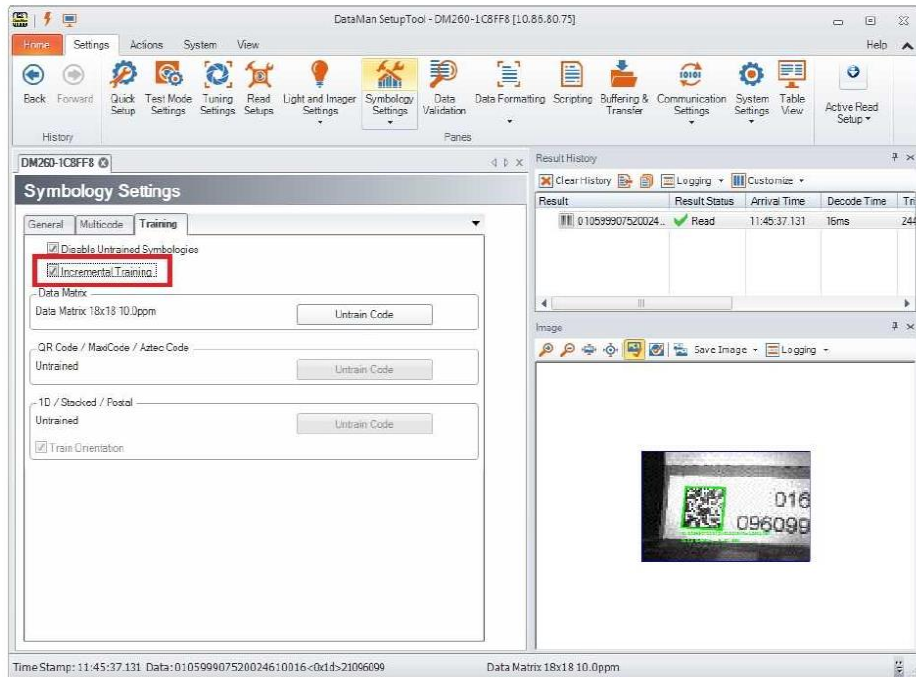 DataMan SetupTool - DM260-1C8FF8 [10.86.80.75]
Home Settings Actions System View Help
Back Forward Quick Setup Test Mode Settings Tuning Settings Read Setups Light and Imager Settings Symbology Settings Data Validation Data Formatting Scripting Buffering & Transfer Communication Settings System Settings Table View Active Read Setup
History Panes
DM260-1C8FF8
Symbology Settings
General Multicode Training
Disable Untrained Symbologies
Incremental Training
Data Matrix
Data Matrix 18x18 10.0ppm Untrain Code
QR Code / MaxiCode / Aztec Code
Untrained Untrain Code
1D / Stacked / Postal
Untrained Untrain Code
Train Orientation
Result History
Clear History Logging Customize
Result Result Status Arrival Time Decode Time Tri
010599907520024.. Read 11:45:37.131 16ms 244
Image
Save Image Logging
016
096099
Time Stamp: 11:45:37.131 Data: 010599907520024610016<0x1d>21096099 Data Matrix 18x18 10.0ppm